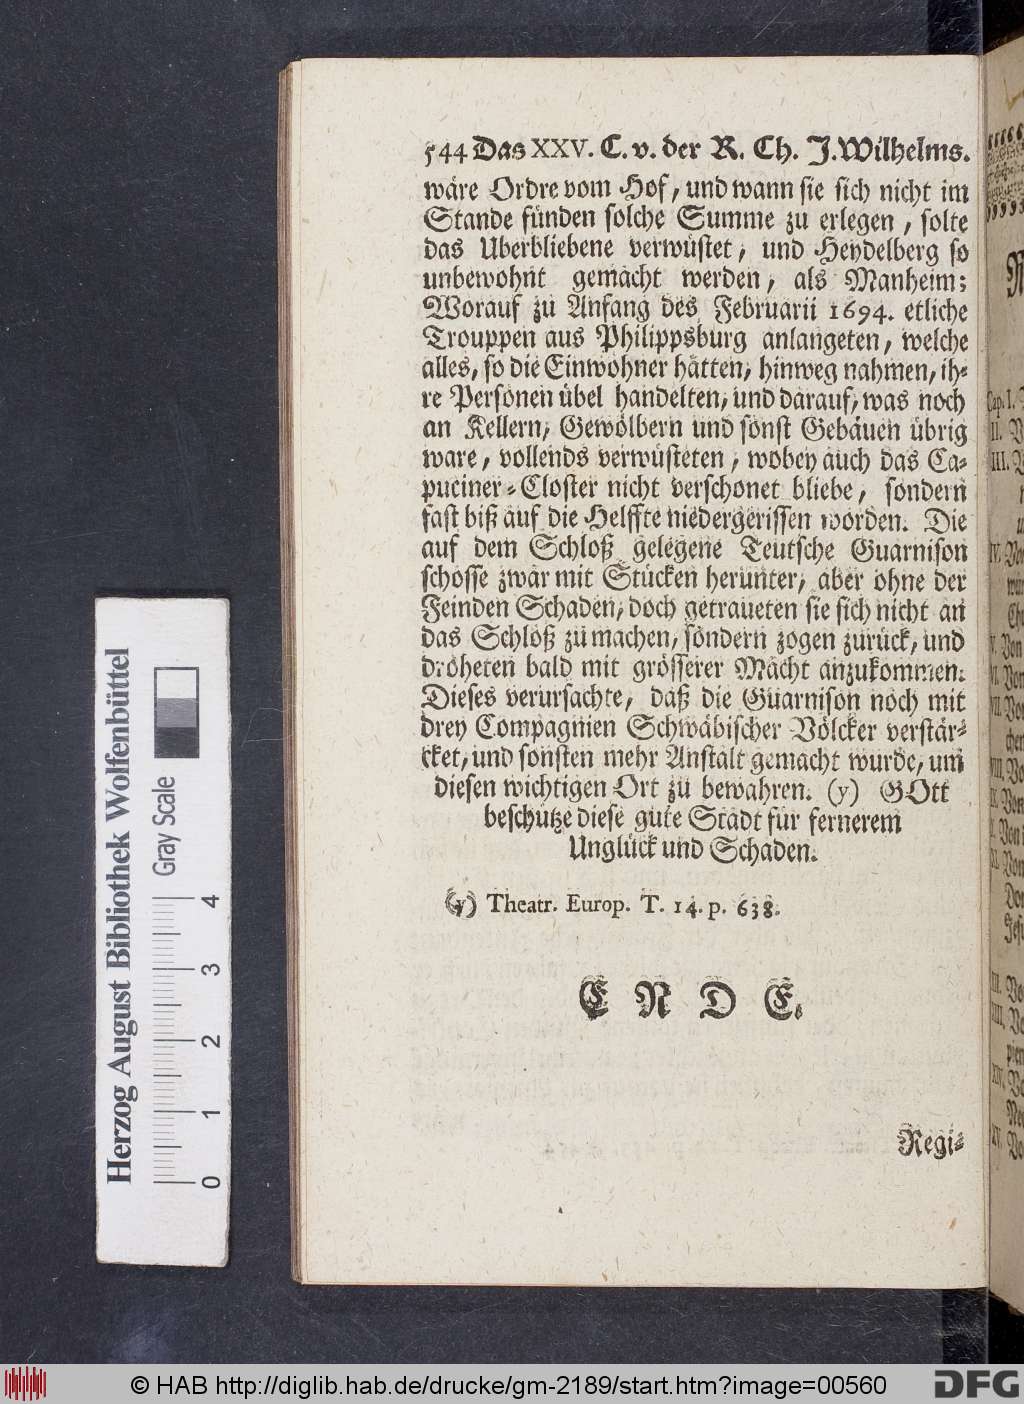 544 Das XXV. C. v. der R. Ch. J. Wilhelms.
wäre Ordre vom Hof, und wann sie sich nicht im
Stande fünden solche Summe zu erlegen, solte
das Uberbliebene verwüstet, und Heydelberg so
unbewohnt gemacht werden, als Manheim;
Worauf zu Anfang des Februarii 1694. etliche
Trouppen aus Philippsburg anlangeten, welche
alles, so die Einwohner hatten, hinweg nahmen, ih-
re Personen übel handelten, und darauf, was noch
an Kellern, Gewölbern und sonst Gebäuen übrig
ware, vollends verwüsteten, wobey auch das Ca-
puciner-Closter nicht verschonet bliebe, sondern
fast biß auf die Helffte niedergerissen worden. Die
auf dem Schloß gelegene Teutsche Guarnison
schosse zwar mit Stücken herunter, aber ohne der
Feinden Schaden, doch getraueten sie sich nicht an
das Schloß zu machen, sondern zogen zurück, und
droheten bald mit grösserer Macht anzukommen.
Dieses verursachte, daß die Guarnison noch mit
drey Compagnien Schwäbischer Völcker verstär-
cket, und sonsten mehr Anstalt gemacht wurde, um
diesen wichtigen Ort zu bewahren. (y) GOtt
beschütze diese gute Stadt für fernerem
Unglück und Schaden.
(y) Theatr. Europ. T. 14. p. 638.
E N D E.
Regi-
Herzog August Bibliothek Wolfenbüttel
Gray Scale
0 1 2 3 4
© HAB http://diglib.hab.de/drucke/gm-2189/start.htm?image=00560
DFG